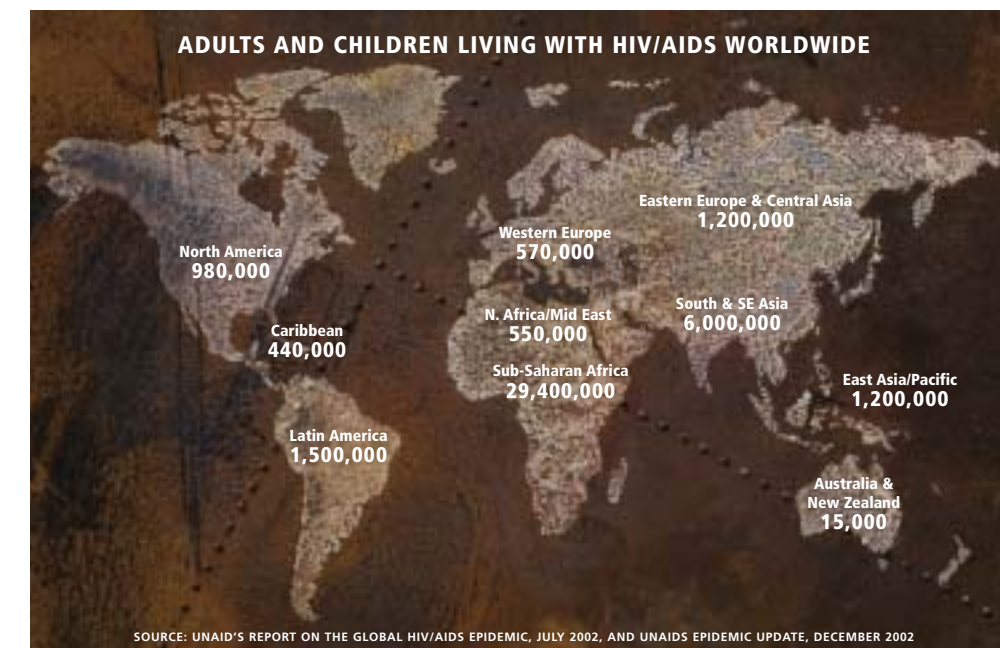 ADULTS AND CHILDREN LIVING WITH HIV/AIDS WORLDWIDE
Eastern Europe & Central Asia
1,200,000
Western Europe
570,000
North America
980,000
South & SE Asia
6,000,000
N. Africa/Mid East
550,000
Caribbean
440,000
Sub-Saharan Africa
29,400,000
East Asia/Pacific
1,200,000
Latin America
1,500,000
Australia &
New Zealand
15,000
SOURCE: UNAID'S REPORT ON THE GLOBAL HIV/AIDS EPIDEMIC, JULY 2002, AND UNAIDS EPIDEMIC UPDATE, DECEMBER 2002